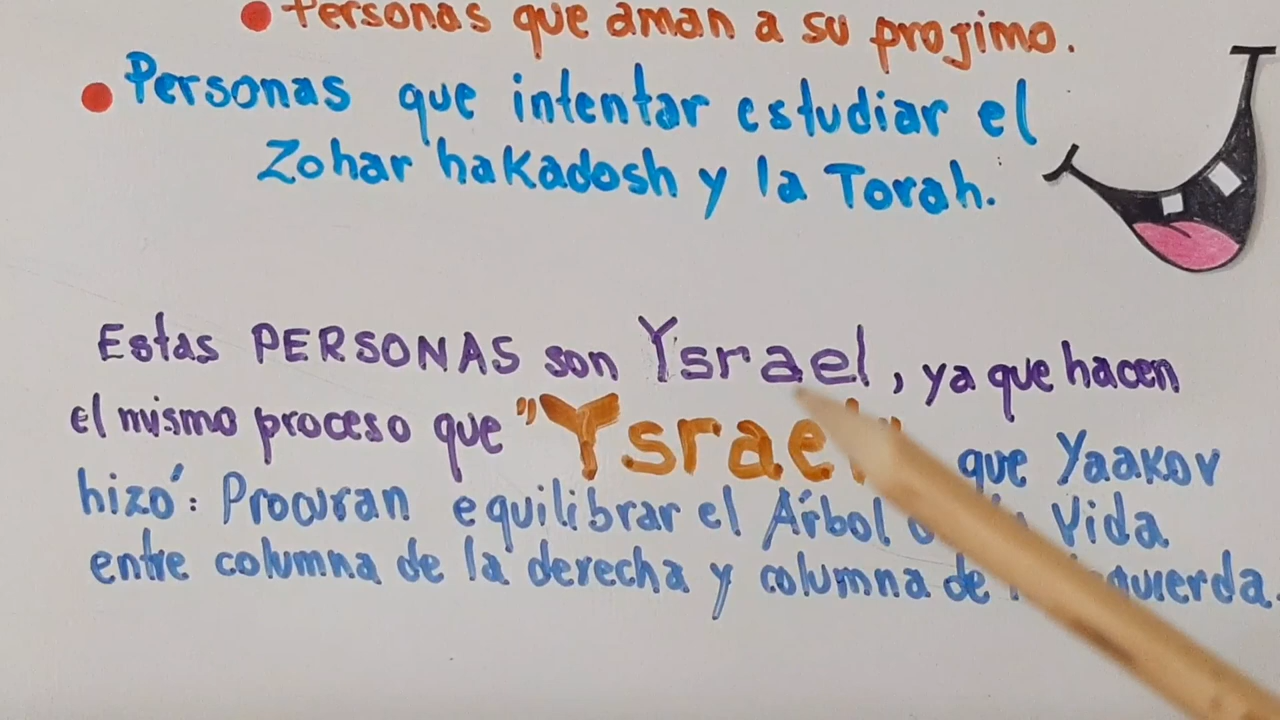 Personas que aman a su projimo.
Personas que intentar estudiar el
Zohar haKadosh y la Torah.
Estas PERSONAS son Ysrael, ya que hacen
el mismo proceso que "Ysrael" que Yaakov
hizó: Procuran equilibrar el Árbol Vida
entre columna de la derecha y columna de